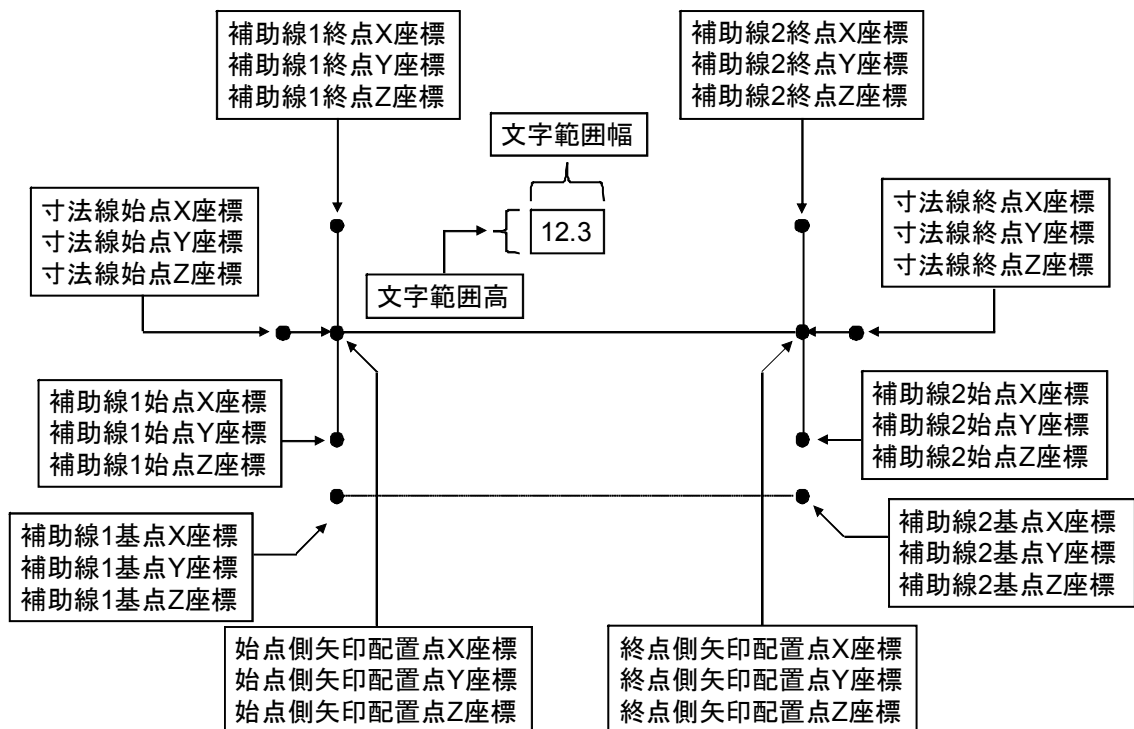 補助線1終点X座標
補助線1終点Y座標
補助線1終点Z座標
補助線2終点X座標
補助線2終点Y座標
補助線2終点Z座標
文字範囲幅
寸法線始点X座標
寸法線始点Y座標
寸法線始点Z座標
12.3
寸法線終点X座標
寸法線終点Y座標
寸法線終点Z座標
文字範囲高
補助線1始点X座標
補助線1始点Y座標
補助線1始点Z座標
補助線2始点X座標
補助線2始点Y座標
補助線2始点Z座標
補助線1基点X座標
補助線1基点Y座標
補助線1基点Z座標
補助線2基点X座標
補助線2基点Y座標
補助線2基点Z座標
始点側矢印配置点X座標
始点側矢印配置点Y座標
始点側矢印配置点Z座標
終点側矢印配置点X座標
終点側矢印配置点Y座標
終点側矢印配置点Z座標